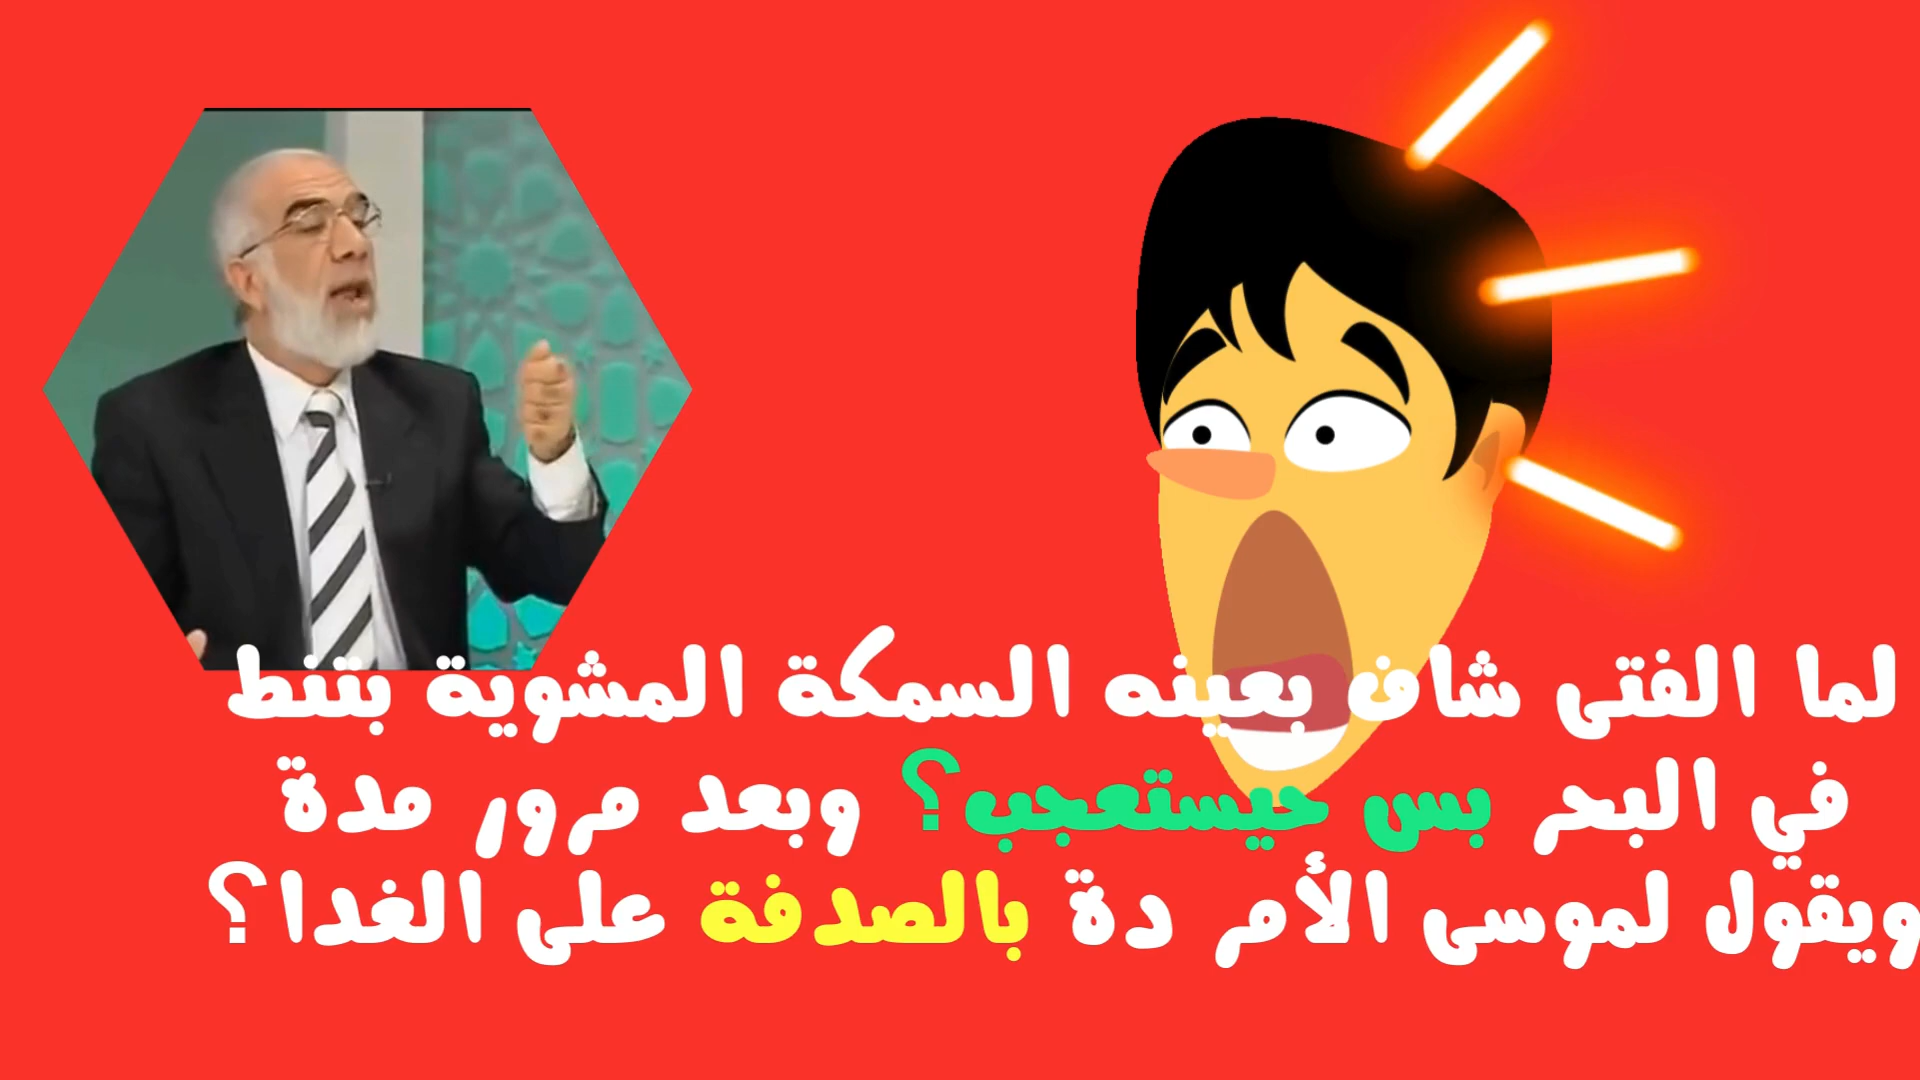 لما الفتى شاف بعينه السمكة المشوية بتنط
في البحر بس حيستعجب؟ وبعد مرور مدة
ويقول لموسى الأمر دة بالصدفة على الغدا؟